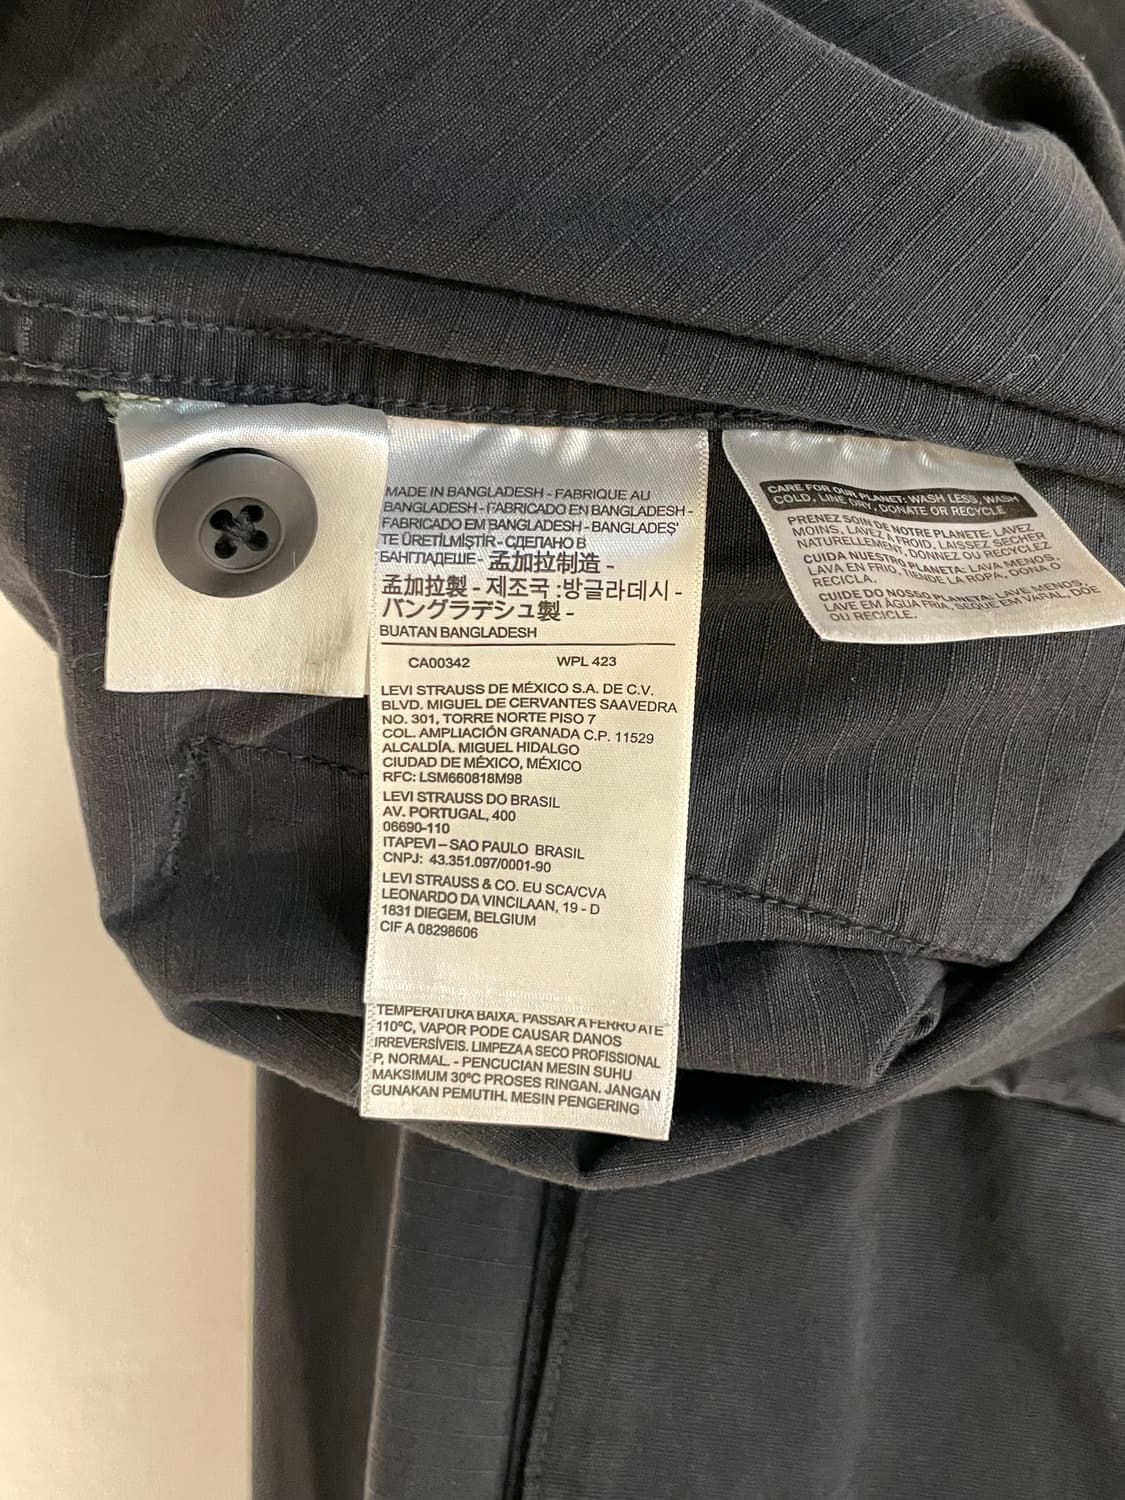 MADE IN BANGLADESH - FABRIQUE AU
BANGLADESH - FABRICADO EN BANGLADESH -
FABRICADO EM BANGLADESH - BANGLADEŞ'
TE ÜRETİLMİŞTİR - СДЕЛАНО В
БАНГЛАДЕШЕ - 孟加拉制造 -
孟加拉製 - 제조국 :방글라데시 -
バングラデシュ製 -
BUATAN BANGLADESH
CA00342 WPL 423
LEVI STRAUSS DE MÉXICO S.A. DE C.V.
BLVD. MIGUEL DE CERVANTES SAAVEDRA
NO. 301, TORRE NORTE PISO 7
COL. AMPLIACIÓN GRANADA C.P. 11529
ALCALDÍA. MIGUEL HIDALGO
CIUDAD DE MÉXICO, MÉXICO
RFC: LSM660818M98
LEVI STRAUSS DO BRASIL
AV. PORTUGAL, 400
06690-110
ITAPEVI – SAO PAULO BRASIL
CNPJ: 43.351.097/0001-90
LEVI STRAUSS & CO. EU SCA/CVA
LEONARDO DA VINCILAAN, 19 - D
1831 DIEGEM, BELGIUM
CIF A 08298606
TEMPERATURA BAIXA. PASSAR A FERRO ATE
110ºC, VAPOR PODE CAUSAR DANOS
IRREVERSÍVEIS. LIMPEZA A SECO PROFISSIONAL
P, NORMAL. - PENCUCIAN MESIN SUHU
MAKSIMUM 30ºC PROSES RINGAN. JANGAN
GUNAKAN PEMUTIH. MESIN PENGERING
CARE FOR OUR PLANET: WASH LESS, WASH
COLD, LINE DRY, DONATE OR RECYCLE
PRENEZ SOIN DE NOTRE PLANETE: LAVEZ
MOINS, LAVEZ A FROID, LAISSEZ SECHER
NATURELLEMENT, DONNEZ OU RECYCLEZ
CUIDA NUESTRO PLANETA: LAVA MENOS,
LAVA EN FRIO, TIENDE LA ROPA, DONA O
RECICLA.
CUIDE DO NOSSO PLANETA: LAVE MENOS,
LAVE EM ÁGUA FRIA, SEQUE EM VARAL, DOE
OU RECICLE.